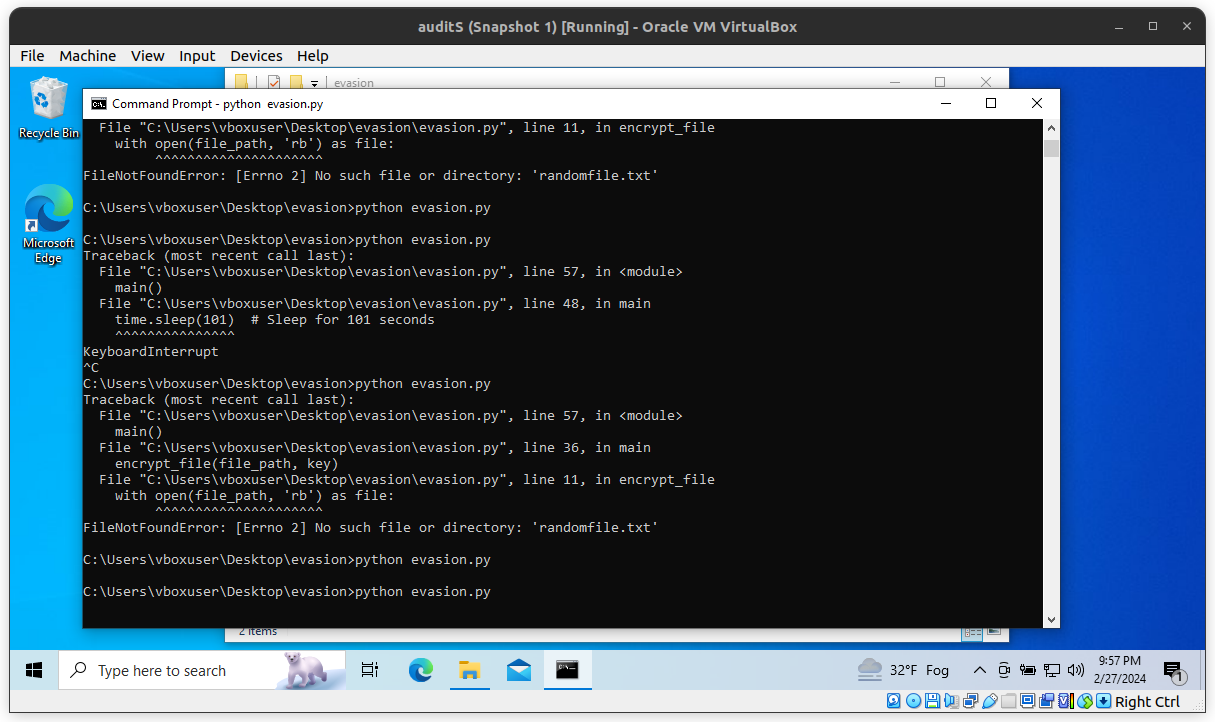 auditS (Snapshot 1) [Running] - Oracle VM VirtualBox
File Machine View Input Devices Help
evasion
Recycle Bin
Microsoft
Edge
Command Prompt - python  evasion.py
  File "C:\Users\vboxuser\Desktop\evasion\evasion.py", line 11, in encrypt_file
    with open(file_path, 'rb') as file:
         ^^^^^^^^^^^^^^^^^^^^^
FileNotFoundError: [Errno 2] No such file or directory: 'randomfile.txt'
C:\Users\vboxuser\Desktop\evasion>python evasion.py
C:\Users\vboxuser\Desktop\evasion>python evasion.py
Traceback (most recent call last):
  File "C:\Users\vboxuser\Desktop\evasion\evasion.py", line 57, in <module>
    main()
  File "C:\Users\vboxuser\Desktop\evasion\evasion.py", line 48, in main
    time.sleep(101)  # Sleep for 101 seconds
    ^^^^^^^^^^^^^^^
KeyboardInterrupt
^C
C:\Users\vboxuser\Desktop\evasion>python evasion.py
Traceback (most recent call last):
  File "C:\Users\vboxuser\Desktop\evasion\evasion.py", line 57, in <module>
    main()
  File "C:\Users\vboxuser\Desktop\evasion\evasion.py", line 36, in main
    encrypt_file(file_path, key)
  File "C:\Users\vboxuser\Desktop\evasion\evasion.py", line 11, in encrypt_file
    with open(file_path, 'rb') as file:
         ^^^^^^^^^^^^^^^^^^^^^
FileNotFoundError: [Errno 2] No such file or directory: 'randomfile.txt'
C:\Users\vboxuser\Desktop\evasion>python evasion.py
C:\Users\vboxuser\Desktop\evasion>python evasion.py
2 items
Type here to search
32°F Fog
9:57 PM
2/27/2024
1
Right Ctrl